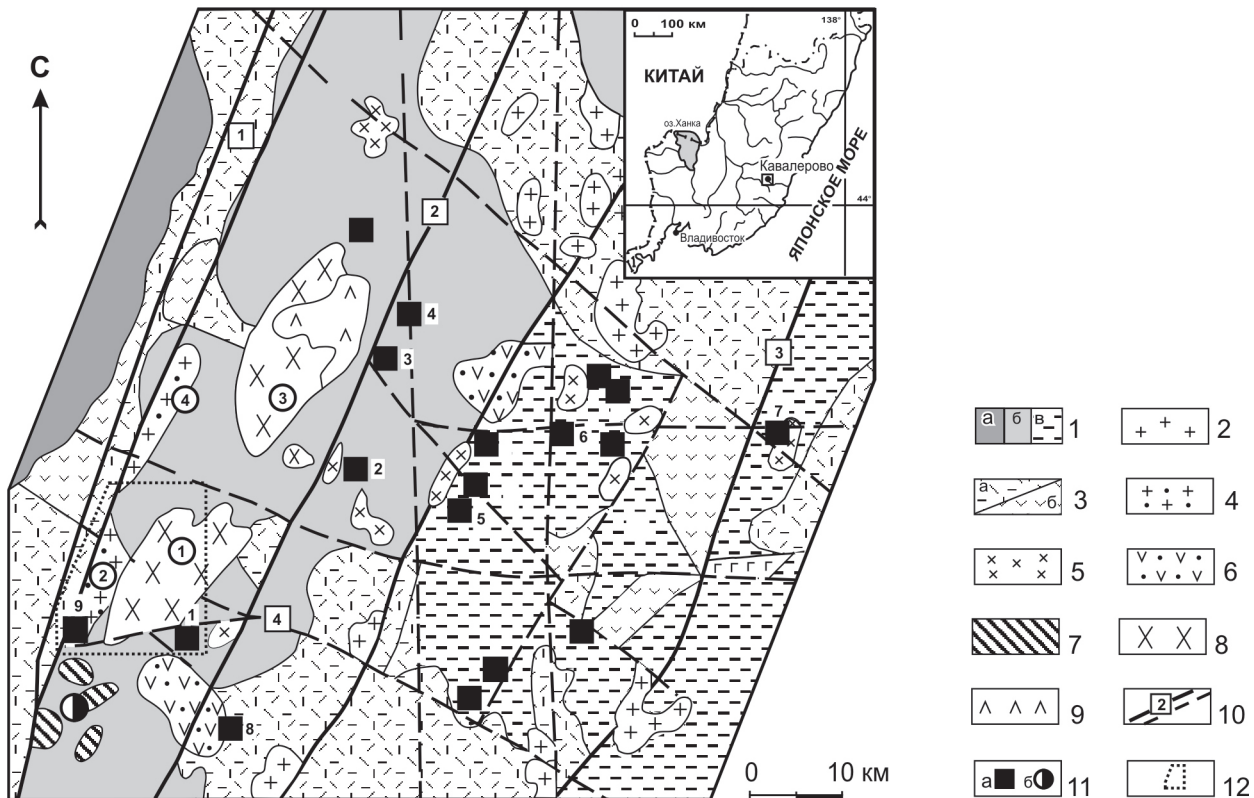 С
0 100 км
138°
КИТАЙ
оз.Ханка
Кавалерово
44°
Владивосток
ЯПОНСКОЕ МОРЕ
1
2
4
3
3
4
3
7
6
2
5
1
2
9
1
4
8
0 10 км
а б в 1
2
а б 3
4
5
6
7
8
9
2 10
а б 11
12